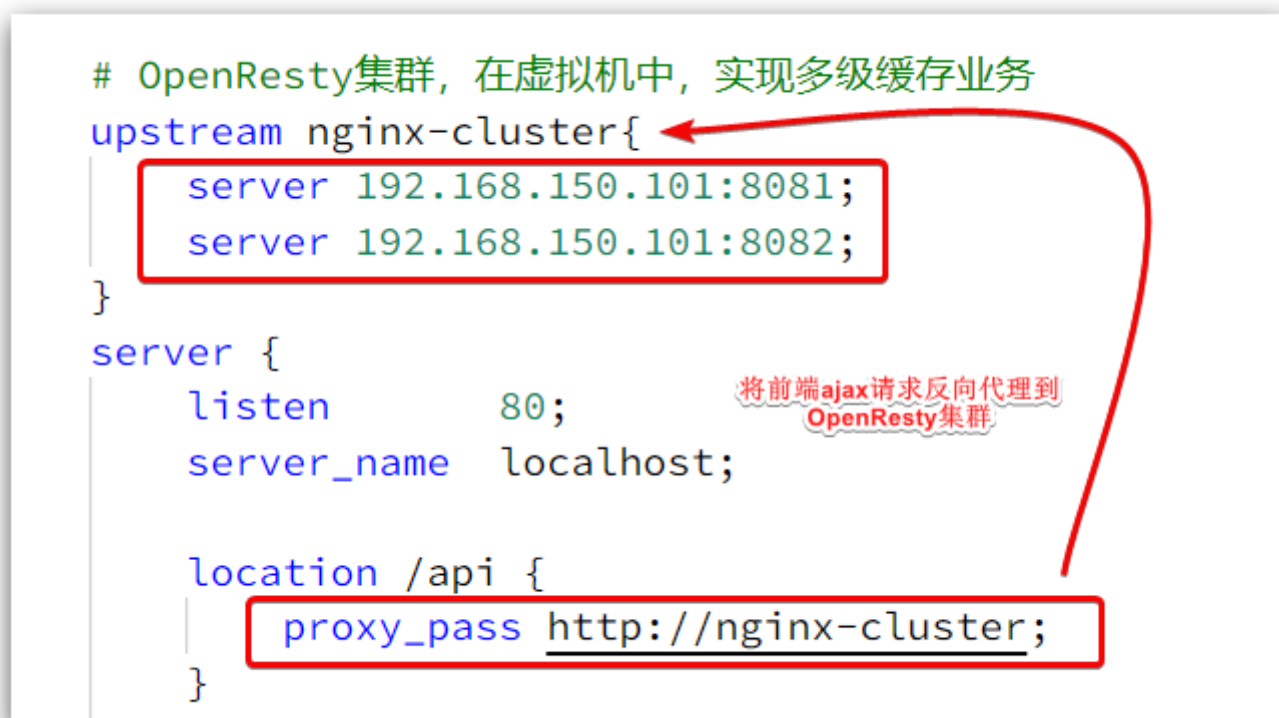 # OpenResty集群，在虚拟机中，实现多级缓存业务
upstream nginx-cluster{
server 192.168.150.101:8081;
server 192.168.150.101:8082;
}
server {
listen 80;
server_name localhost;
将前端ajax请求反向代理到
OpenResty集群
location /api {
proxy_pass http://nginx-cluster;
}